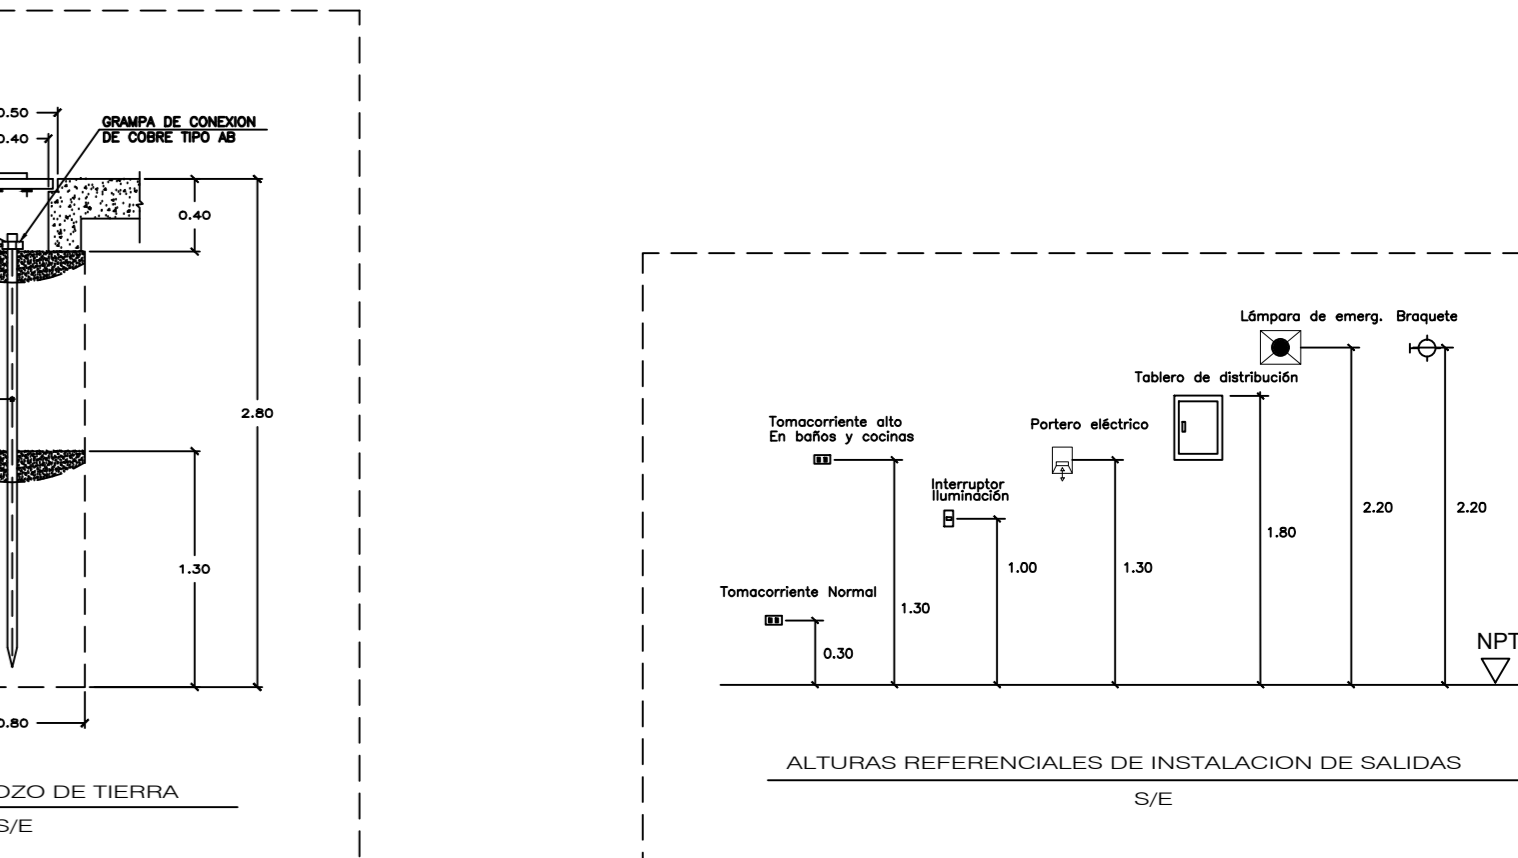 0.50
0.40
GRAMPA DE CONEXION
DE COBRE TIPO AB
0.40
2.80
1.30
0.80
OZO DE TIERRA
S/E
Lámpara de emerg.
Braquete
Tablero de distribución
Tomacorriente alto
En baños y cocinas
Portero eléctrico
Interruptor
Iluminación
Tomacorriente Normal
0.30
1.30
1.00
1.30
1.80
2.20
2.20
NPT
ALTURAS REFERENCIALES DE INSTALACION DE SALIDAS
S/E